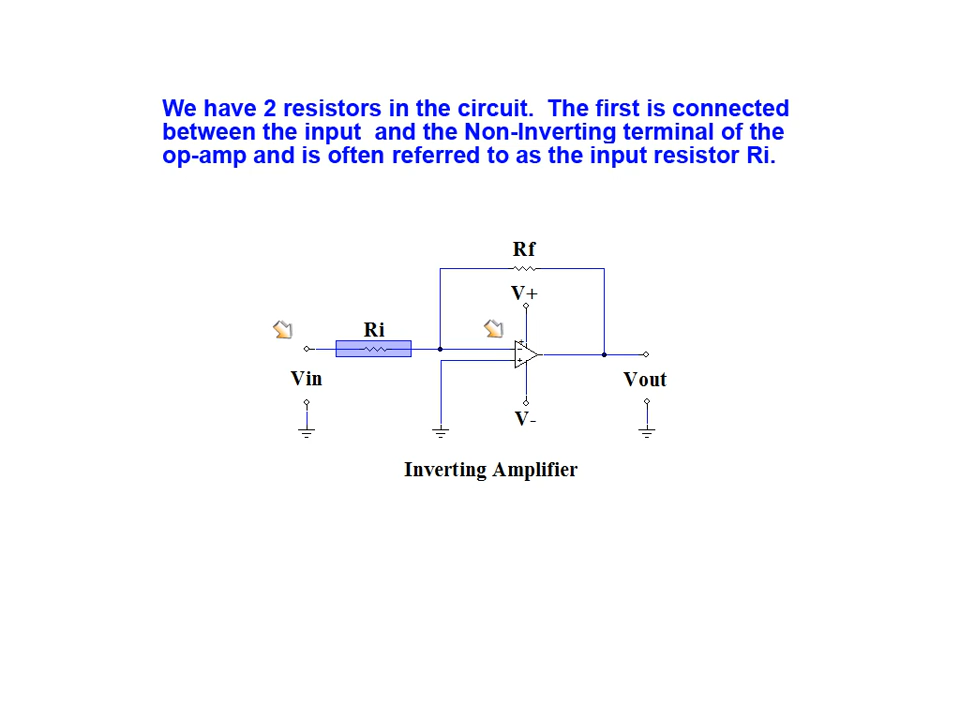 We have 2 resistors in the circuit.  The first is connected
between the input  and the Non-Inverting terminal of the
op-amp and is often referred to as the input resistor Ri.
Rf
V+
Ri
Vin
Vout
V-
Inverting Amplifier